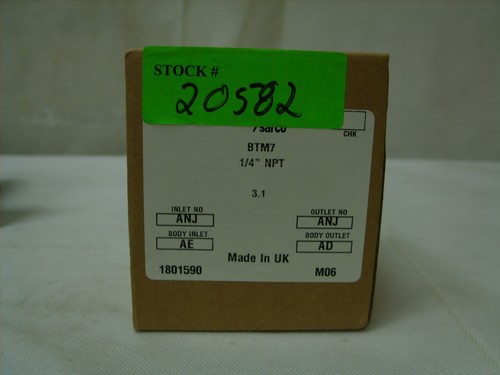 STOCK #
20582
/sarco
CHK
BTM7
1/4" NPT
3.1
INLET NO
ANJ
OUTLET NO
ANJ
BODY INLET
AE
BODY OUTLET
AD
Made In UK
1801590
M06